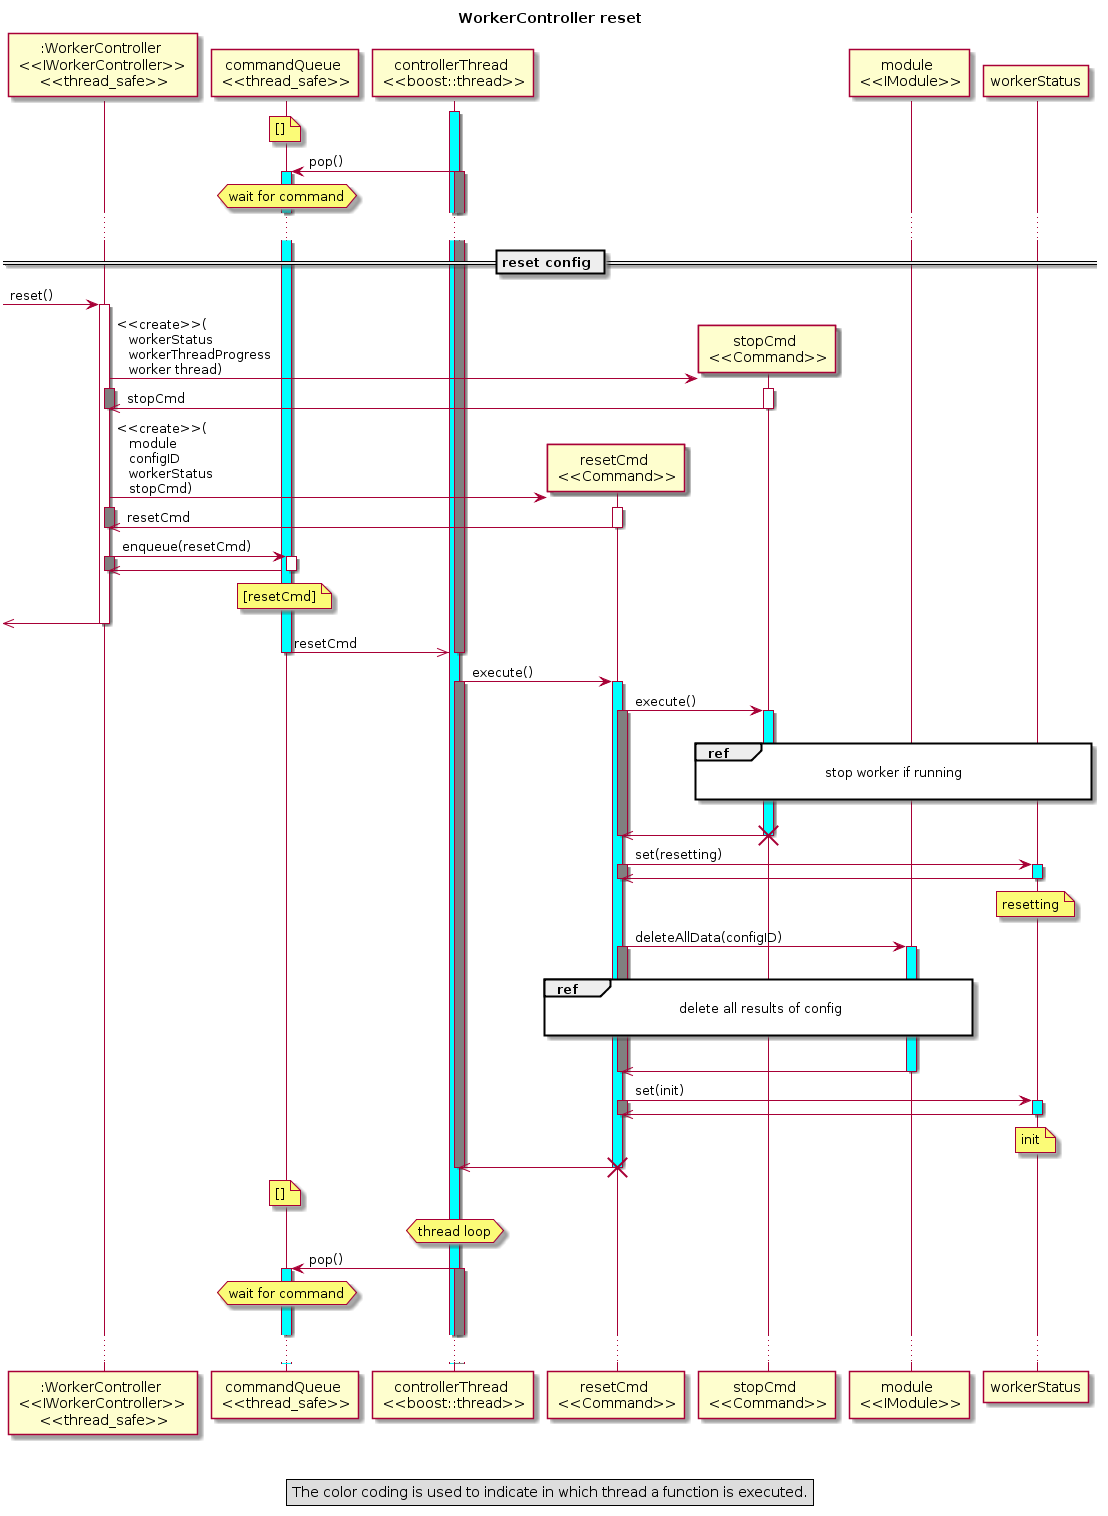 WorkerController reset
:WorkerController
<<IWorkerController>>
<<thread_safe>>
commandQueue
<<thread_safe>>
controllerThread
<<boost::thread>>
module
<<IModule>>
workerStatus
[]
pop()
wait for command
reset config
reset()
<<create>>(
workerStatus
workerThreadProgress
worker thread)
stopCmd
<<Command>>
stopCmd
<<create>>(
module
configID
workerStatus
stopCmd)
resetCmd
<<Command>>
resetCmd
enqueue(resetCmd)
[resetCmd]
resetCmd
execute()
execute()
ref
stop worker if running
set(resetting)
resetting
deleteAllData(configID)
ref
delete all results of config
set(init)
init
[]
thread loop
pop()
wait for command
:WorkerController
<<IWorkerController>>
<<thread_safe>>
commandQueue
<<thread_safe>>
controllerThread
<<boost::thread>>
resetCmd
<<Command>>
stopCmd
<<Command>>
module
<<IModule>>
workerStatus
The color coding is used to indicate in which thread a function is executed.